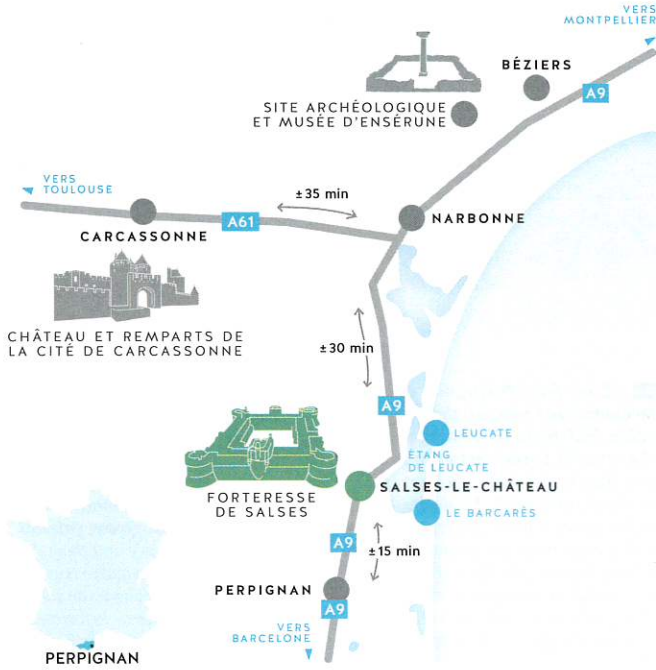 VERS
MONTPELLIER
BÉZIERS
A9
SITE ARCHÉOLOGIQUE
ET MUSÉE D'ENSÉRUNE
VERS
TOULOUSE
±35 min
A61
NARBONNE
CARCASSONNE
CHÂTEAU ET REMPARTS DE
LA CITÉ DE CARCASSONNE
±30 min
A9
LEUCATE
ÉTANG
DE LEUCATE
FORTERESSE
DE SALSES
SALSES-LE-CHÂTEAU
LE BARCARÈS
A9
±15 min
PERPIGNAN
A9
VERS
BARCELONE
PERPIGNAN